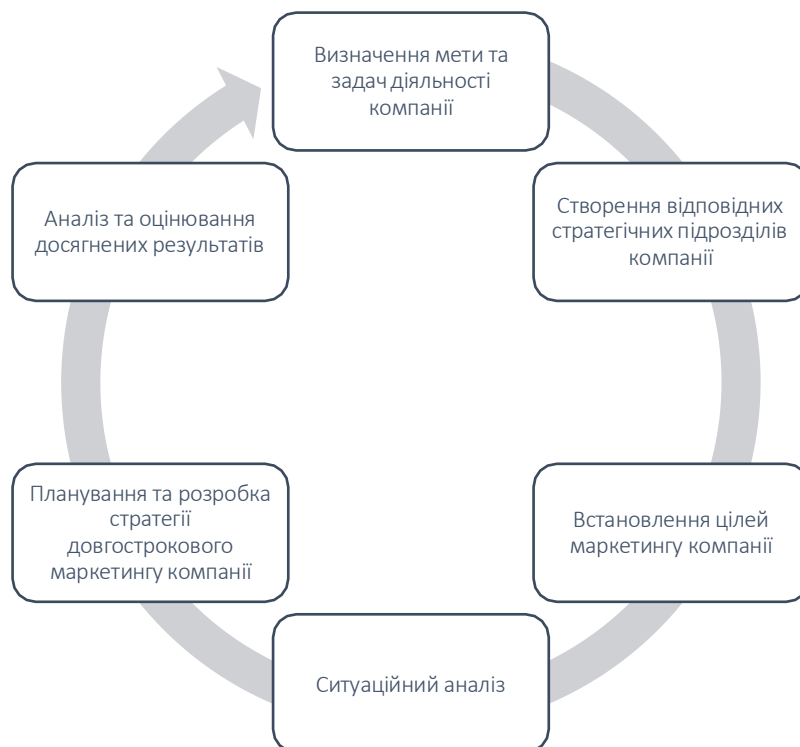 Визначення мети та
задач діяльності
компанії
Створення відповідних
стратегічних підрозділів
компанії
Встановлення цілей
маркетингу компанії
Ситуаційний аналіз
Планування та розробка
стратегії
довгострокового
маркетингу компанії
Аналіз та оцінювання
досягнених результатів